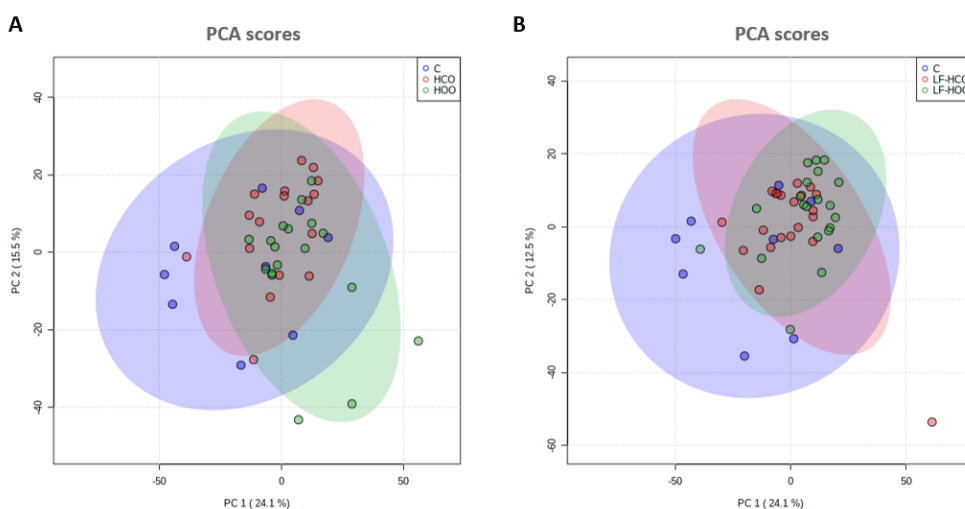 A
PCA scores
C
HCO
HOO
40
20
0
-20
-40
PC 2 ( 15.5 %)
-50
0
50
PC 1 ( 24.1 %)
B
PCA scores
C
LF-HCO
LF-HOO
40
20
0
-20
-40
-60
PC 2 ( 12.5 %)
-50
0
50
PC 1 ( 24.1 %)